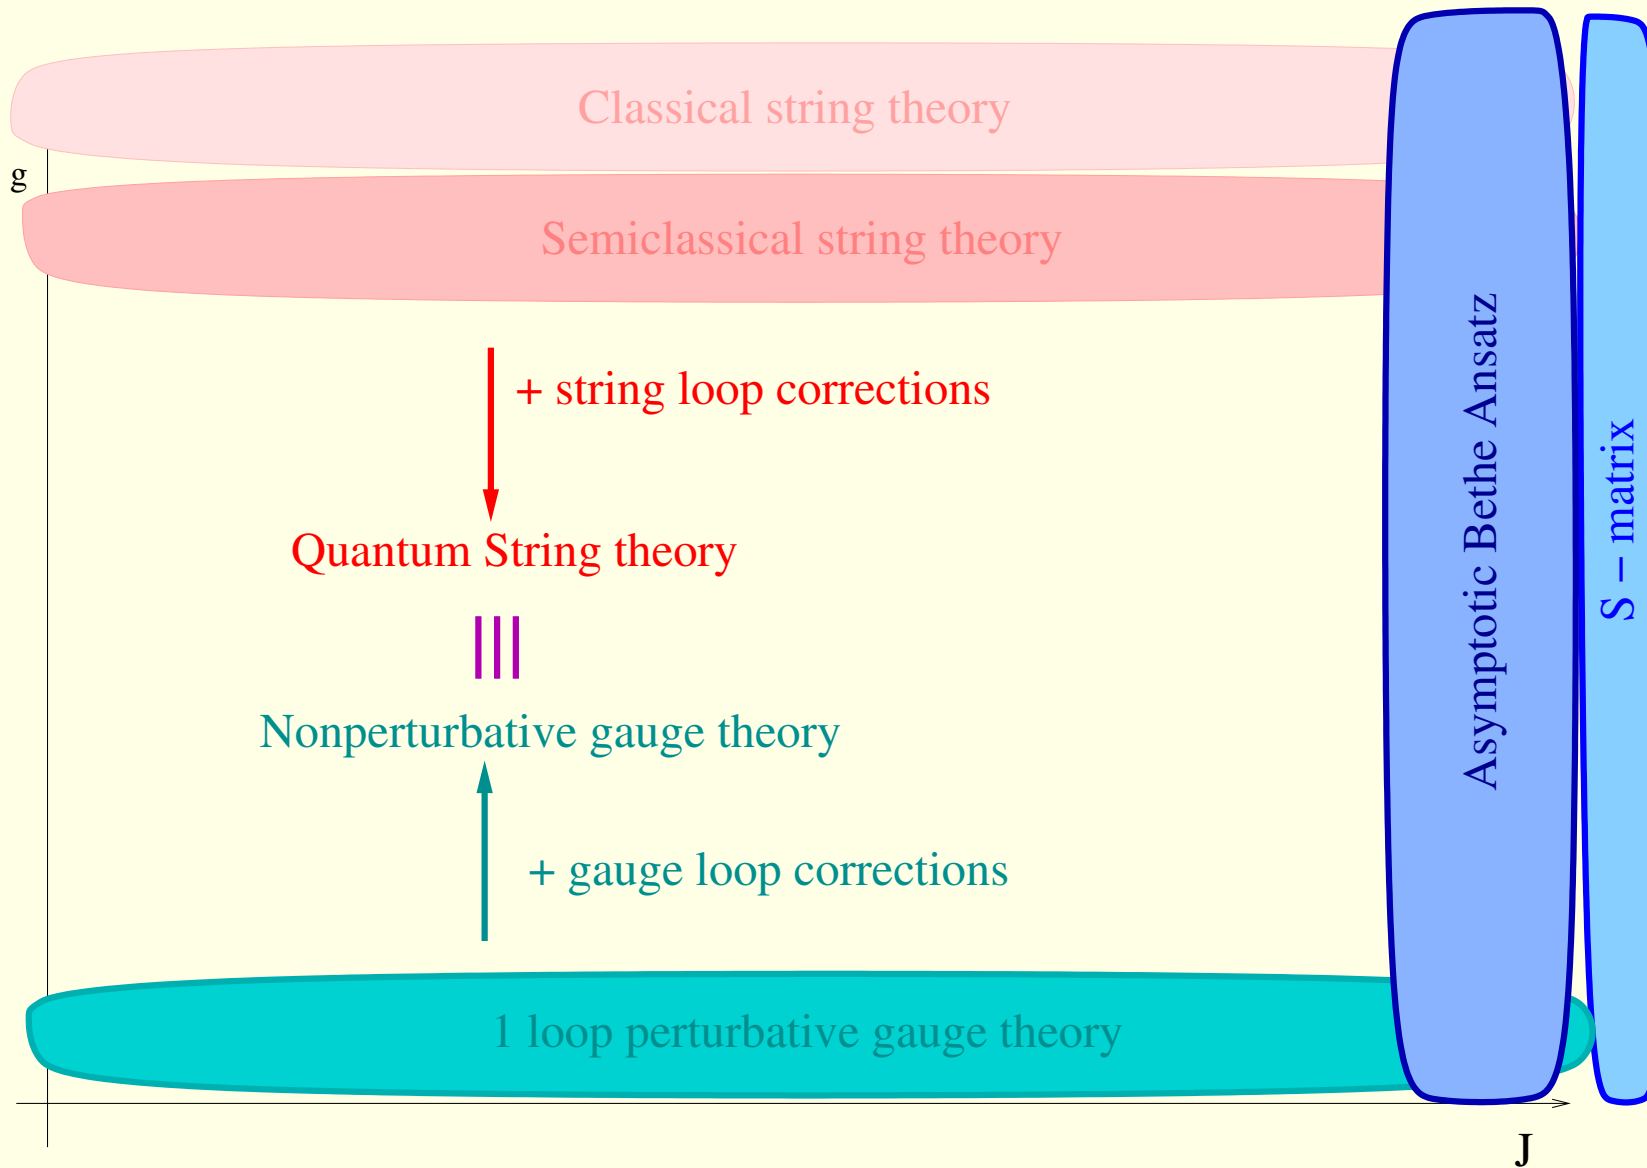 Classical string theory
g
Semiclassical string theory
+ string loop corrections
Quantum String theory
Nonperturbative gauge theory
+ gauge loop corrections
1 loop perturbative gauge theory
J
Asymptotic Bethe Ansatz
S – matrix